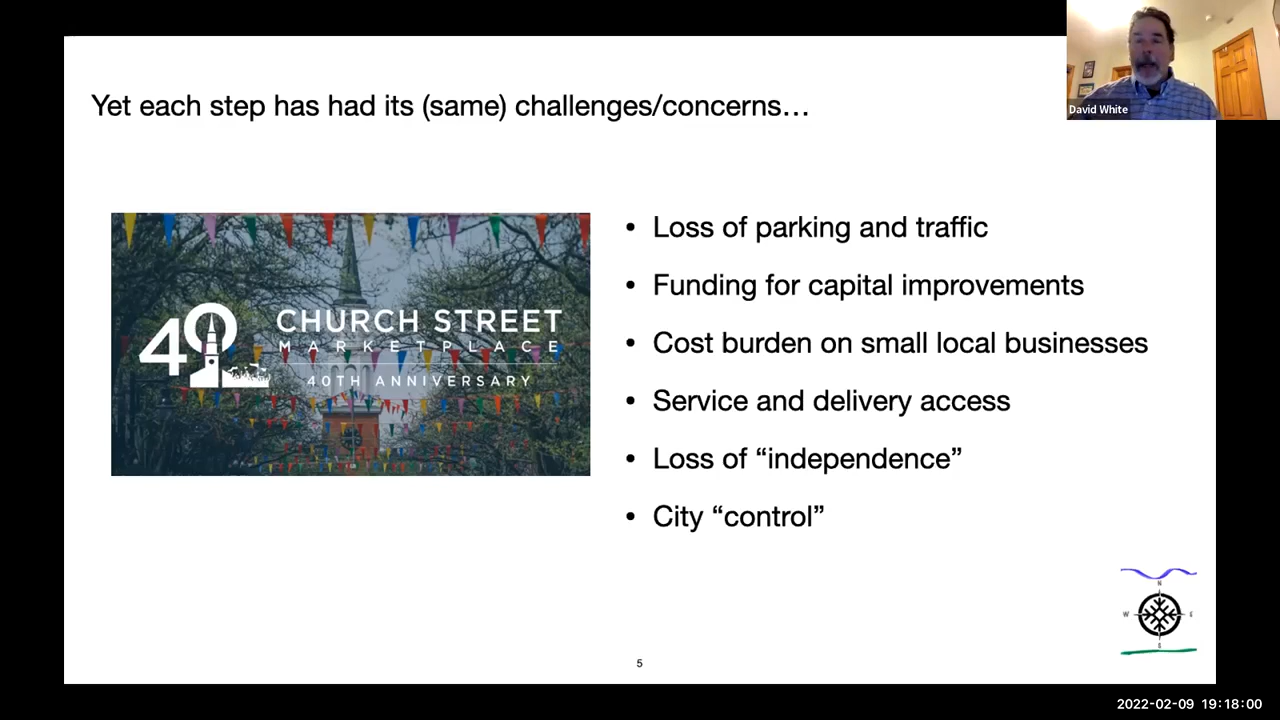 Yet each step has had its (same) challenges/concerns…
David White
40 CHURCH STREET
MARKETPLACE
40TH ANNIVERSARY
• Loss of parking and traffic
• Funding for capital improvements
• Cost burden on small local businesses
• Service and delivery access
• Loss of “independence”
• City “control”
N
W E
S
5
2022-02-09 19:18:00